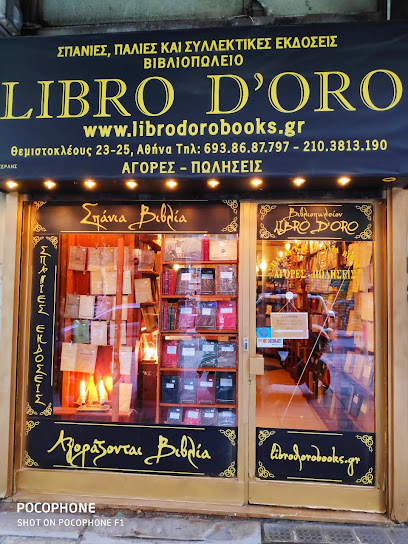 ΣΠΑΝΙΕΣ, ΠΑΛΙΕΣ ΚΑΙ ΣΥΛΛΕΚΤΙΚΕΣ ΕΚΔΟΣΕΙΣ
ΒΙΒΛΙΟΠΩΛΕΙΟ
LIBRO D'ORO
www.librodorobooks.gr
Θεμιστοκλέους 23-25, Αθήνα Τηλ: 693.86.87.797 - 210.3813.190
ΑΓΟΡΕΣ - ΠΩΛΗΣΕΙΣ
Σπάνια Βιβλία
Βιβλιοπωλείον
LIBRO D'ORO
ΑΓΟΡΕΣ - ΠΩΛΗΣΕΙΣ
ΣΠΑΝΙΕΣ ΕΚΔΟΣΕΙΣ
Αγοράζονται Βιβλία
librodorobooks.gr
POCOPHONE
SHOT ON POCOPHONE F1